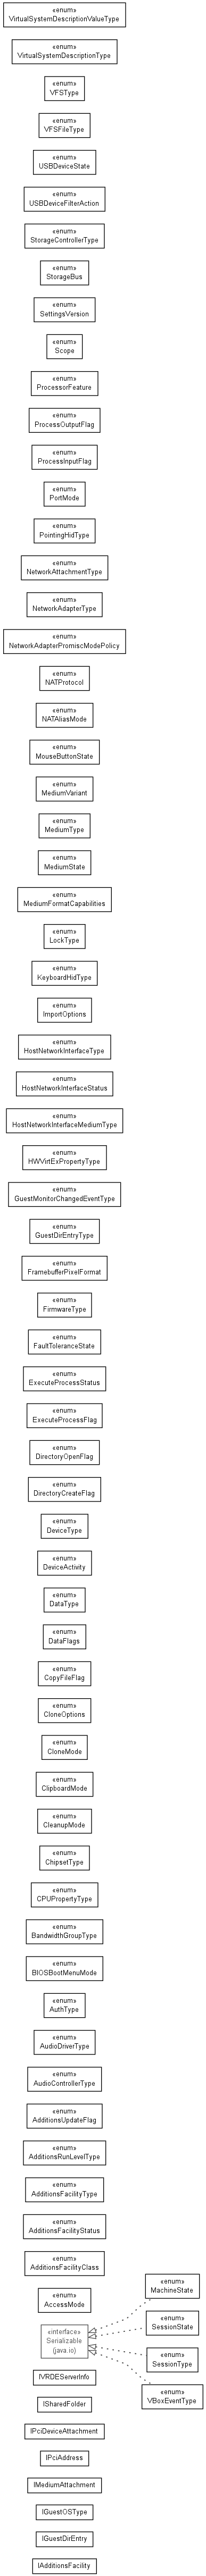 «enum»
VirtualSystemDescriptionValueType
«enum»
VirtualSystemDescriptionType
«enum»
VFSType
«enum»
VFSFileType
«enum»
USBDeviceState
«enum»
USBDeviceFilterAction
«enum»
StorageControllerType
«enum»
StorageBus
«enum»
SettingsVersion
«enum»
Scope
«enum»
ProcessorFeature
«enum»
ProcessOutputFlag
«enum»
ProcessInputFlag
«enum»
PortMode
«enum»
PointingHidType
«enum»
NetworkAttachmentType
«enum»
NetworkAdapterType
«enum»
NetworkAdapterPromiscModePolicy
«enum»
NATProtocol
«enum»
NATAliasMode
«enum»
MouseButtonState
«enum»
MediumVariant
«enum»
MediumType
«enum»
MediumState
«enum»
MediumFormatCapabilities
«enum»
LockType
«enum»
KeyboardHidType
«enum»
ImportOptions
«enum»
HostNetworkInterfaceType
«enum»
HostNetworkInterfaceStatus
«enum»
HostNetworkInterfaceMediumType
«enum»
HWVirtExPropertyType
«enum»
GuestMonitorChangedEventType
«enum»
GuestDirEntryType
«enum»
FramebufferPixelFormat
«enum»
FirmwareType
«enum»
FaultToleranceState
«enum»
ExecuteProcessStatus
«enum»
ExecuteProcessFlag
«enum»
DirectoryOpenFlag
«enum»
DirectoryCreateFlag
«enum»
DeviceType
«enum»
DeviceActivity
«enum»
DataType
«enum»
DataFlags
«enum»
CopyFileFlag
«enum»
CloneOptions
«enum»
CloneMode
«enum»
ClipboardMode
«enum»
CleanupMode
«enum»
ChipsetType
«enum»
CPUPropertyType
«enum»
BandwidthGroupType
«enum»
BIOSBootMenuMode
«enum»
AuthType
«enum»
AudioDriverType
«enum»
AudioControllerType
«enum»
AdditionsUpdateFlag
«enum»
AdditionsRunLevelType
«enum»
AdditionsFacilityType
«enum»
AdditionsFacilityStatus
«enum»
AdditionsFacilityClass
«enum»
AccessMode
«enum»
MachineState
«enum»
SessionState
«interface»
Serializable
(java.io)
«enum»
SessionType
«enum»
VBoxEventType
IVRDEServerInfo
ISharedFolder
IPciDeviceAttachment
IPciAddress
IMediumAttachment
IGuestOSType
IGuestDirEntry
IAdditionsFacility